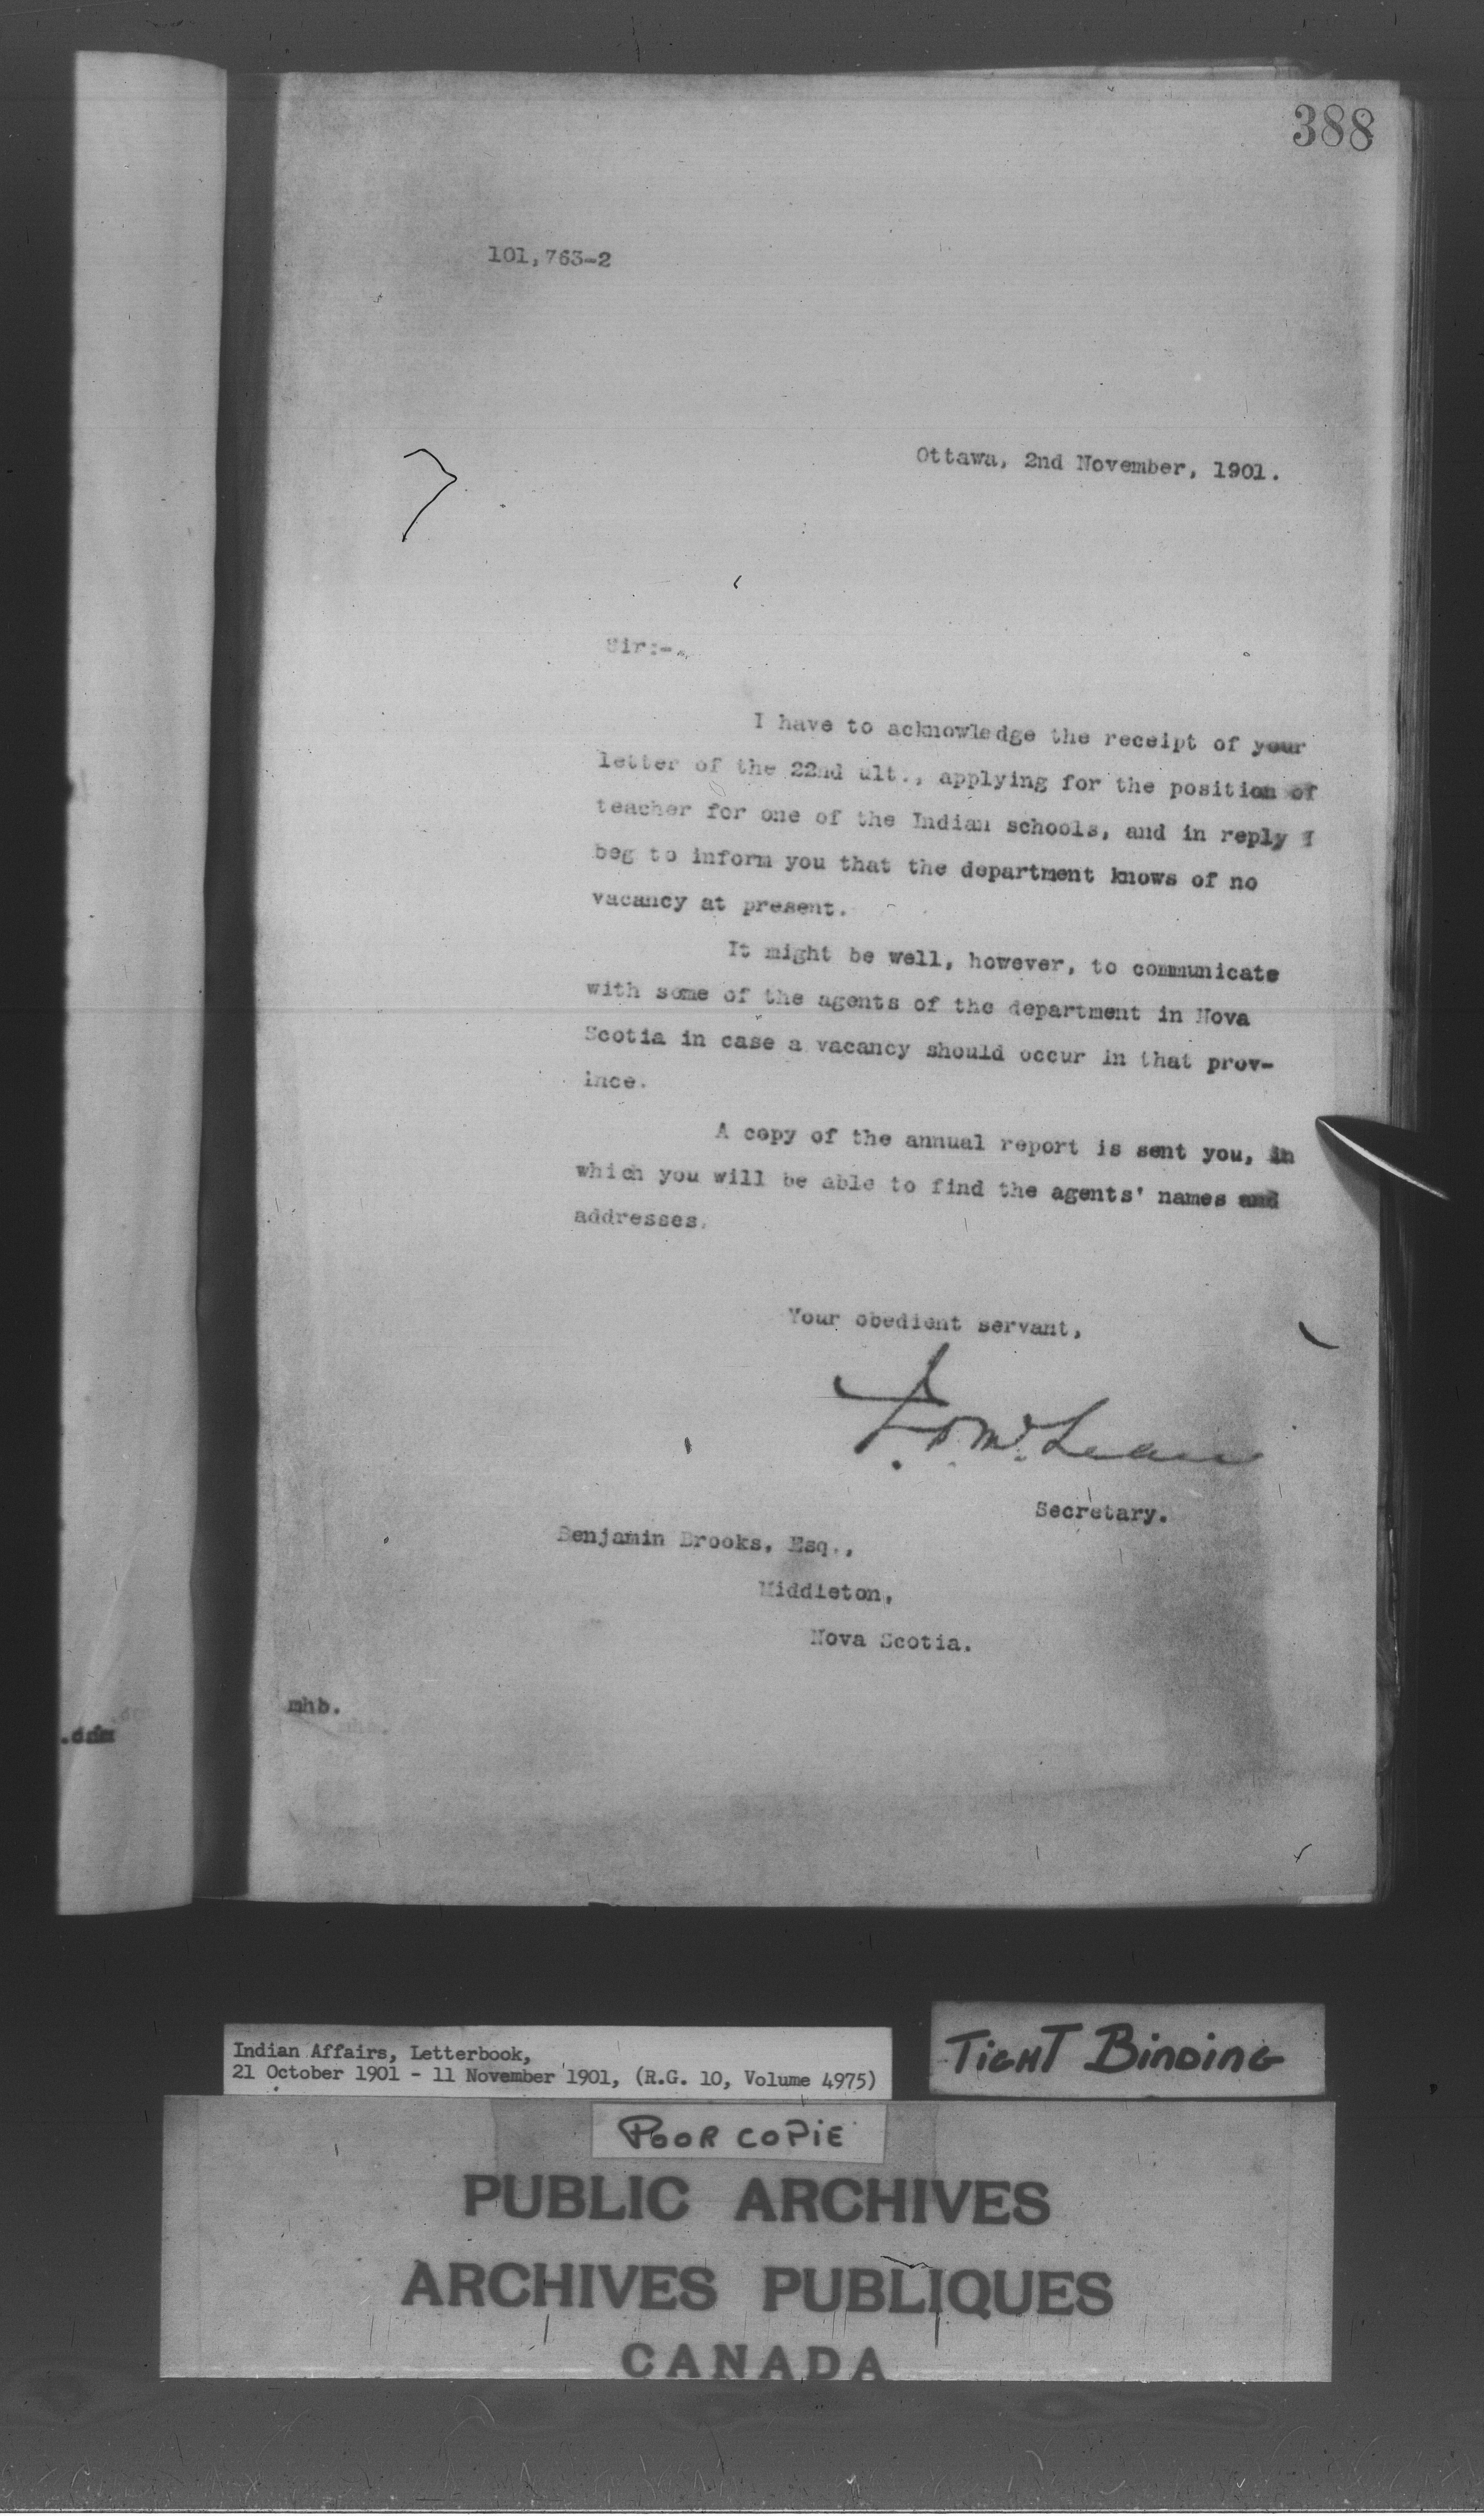 388
101,763-2
Ottawa, 2nd November, 1901.
Sir:-
I have to acknowledge the receipt of your
letter of the 22nd ult., applying for the position of
teacher for one of the Indian schools, and in reply I
beg to inform you that the department knows of no
vacancy at present.
It might be well, however, to communicate
with some of the agents of the department in Nova
Scotia in case a vacancy should occur in that prov-
ince.
A copy of the annual report is sent you, in
which you will be able to find the agents' names and
addresses.
Your obedient servant,
McLean
Secretary.
Benjamin Brooks, Esq.,
Middleton,
Nova Scotia.
mhb.
Indian Affairs, Letterbook,
21 October 1901 - 11 November 1901, (R.G. 10, Volume 4975)
TIGHT BINDING
POOR COPIE
PUBLIC ARCHIVES
ARCHIVES PUBLIQUES
CANADA